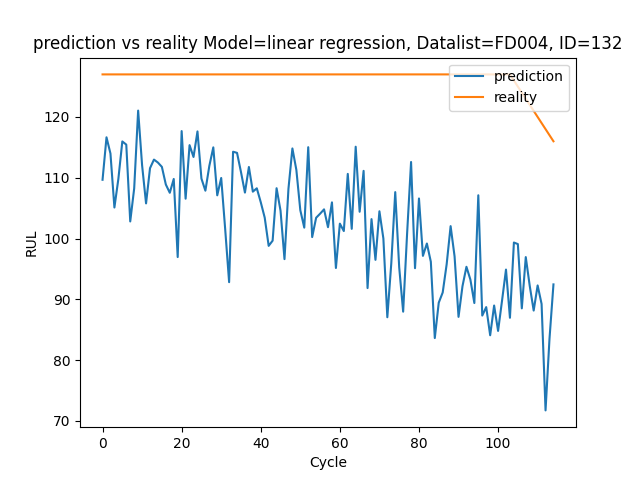 prediction vs reality Model=linear regression, Datalist=FD004, ID=132
prediction
reality
120
110
100
90
80
70
RUL
0 20 40 60 80 100
Cycle